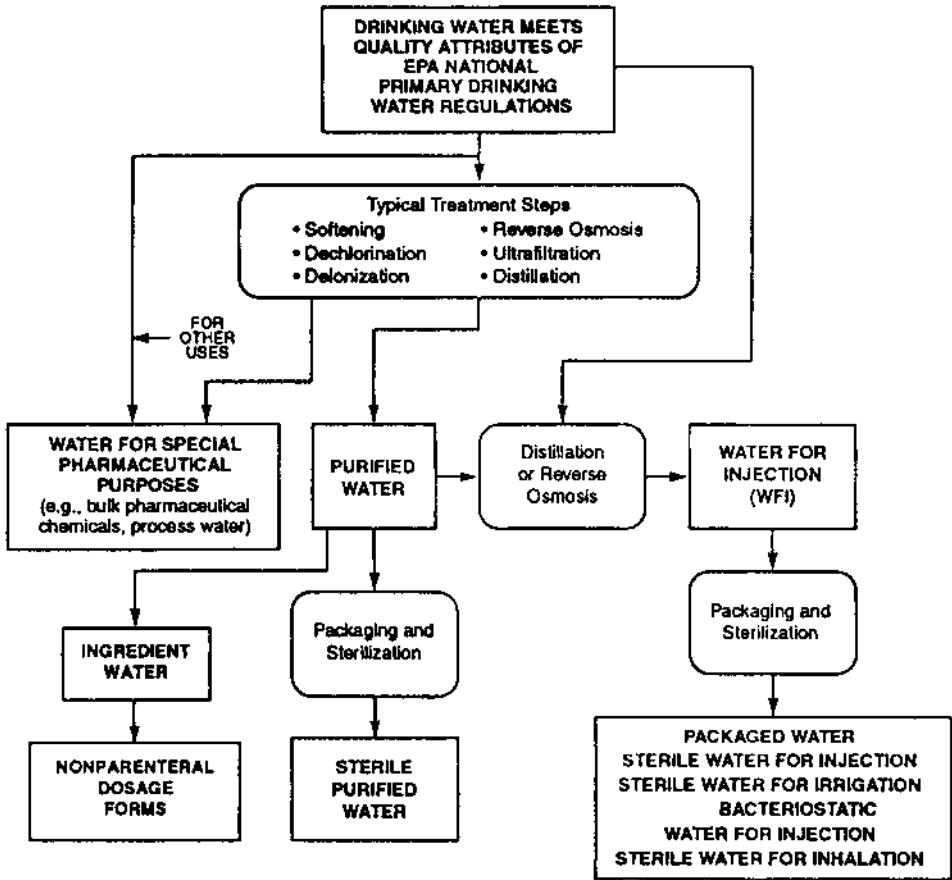 DRINKING WATER MEETS
QUALITY ATTRIBUTES OF
EPA NATIONAL
PRIMARY DRINKING
WATER REGULATIONS
Typical Treatment Steps
• Softening
• Dechlorination
• Deionization
• Reverse Osmosis
• Ultrafiltration
• Distillation
FOR
OTHER
USES
WATER FOR SPECIAL
PHARMACEUTICAL
PURPOSES
(e.g., bulk pharmaceutical
chemicals, process water)
PURIFIED
WATER
Distillation
or Reverse
Osmosis
WATER FOR
INJECTION
(WFI)
INGREDIENT
WATER
Packaging and
Sterilization
Packaging and
Sterilization
NONPARENTERAL
DOSAGE
FORMS
STERILE
PURIFIED
WATER
PACKAGED WATER
STERILE WATER FOR INJECTION
STERILE WATER FOR IRRIGATION
BACTERIOSTATIC
WATER FOR INJECTION
STERILE WATER FOR INHALATION